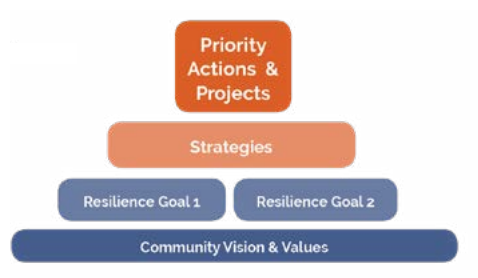 Priority
Actions & 
Projects
Strategies
Resilience Goal 1
Resilience Goal 2
Community Vision & Values